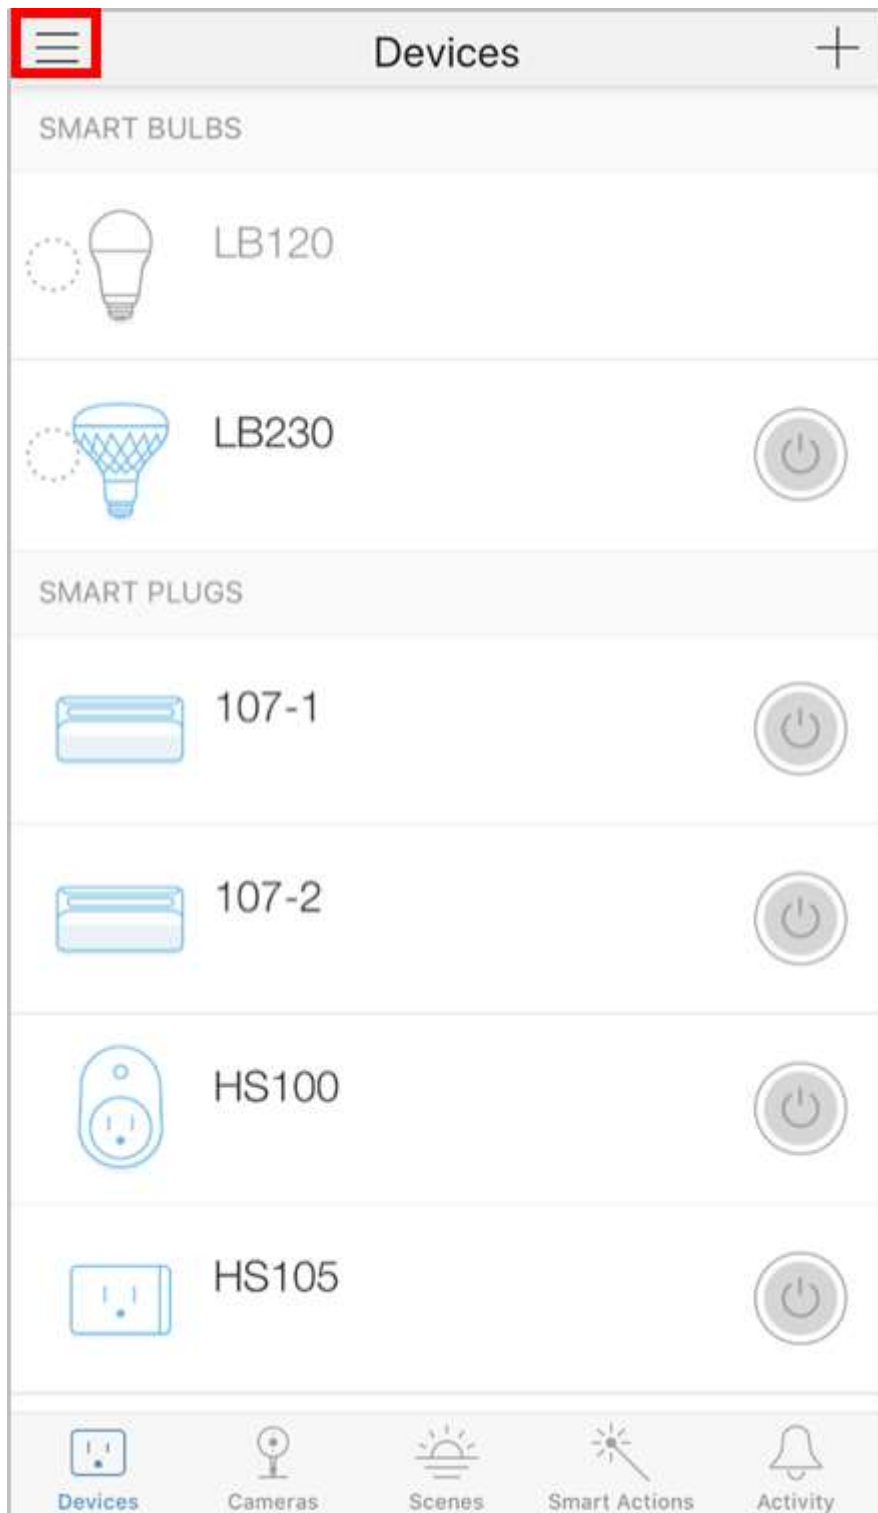 Devices
SMART BULBS
LB120
LB230
SMART PLUGS
107-1
107-2
HS100
HS105
Devices Cameras Scenes Smart Actions Activity